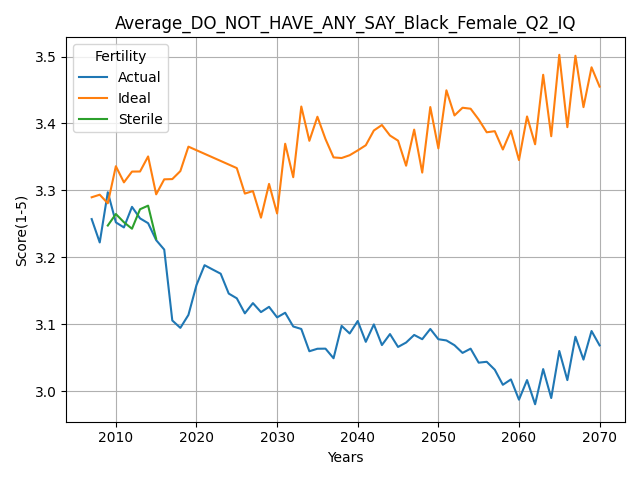 Average_DO_NOT_HAVE_ANY_SAY_Black_Female_Q2_IQ
Fertility
Actual
Ideal
Sterile
Score(1-5)
3.5
3.4
3.3
3.2
3.1
3.0
2010 2020 2030 2040 2050 2060 2070
Years